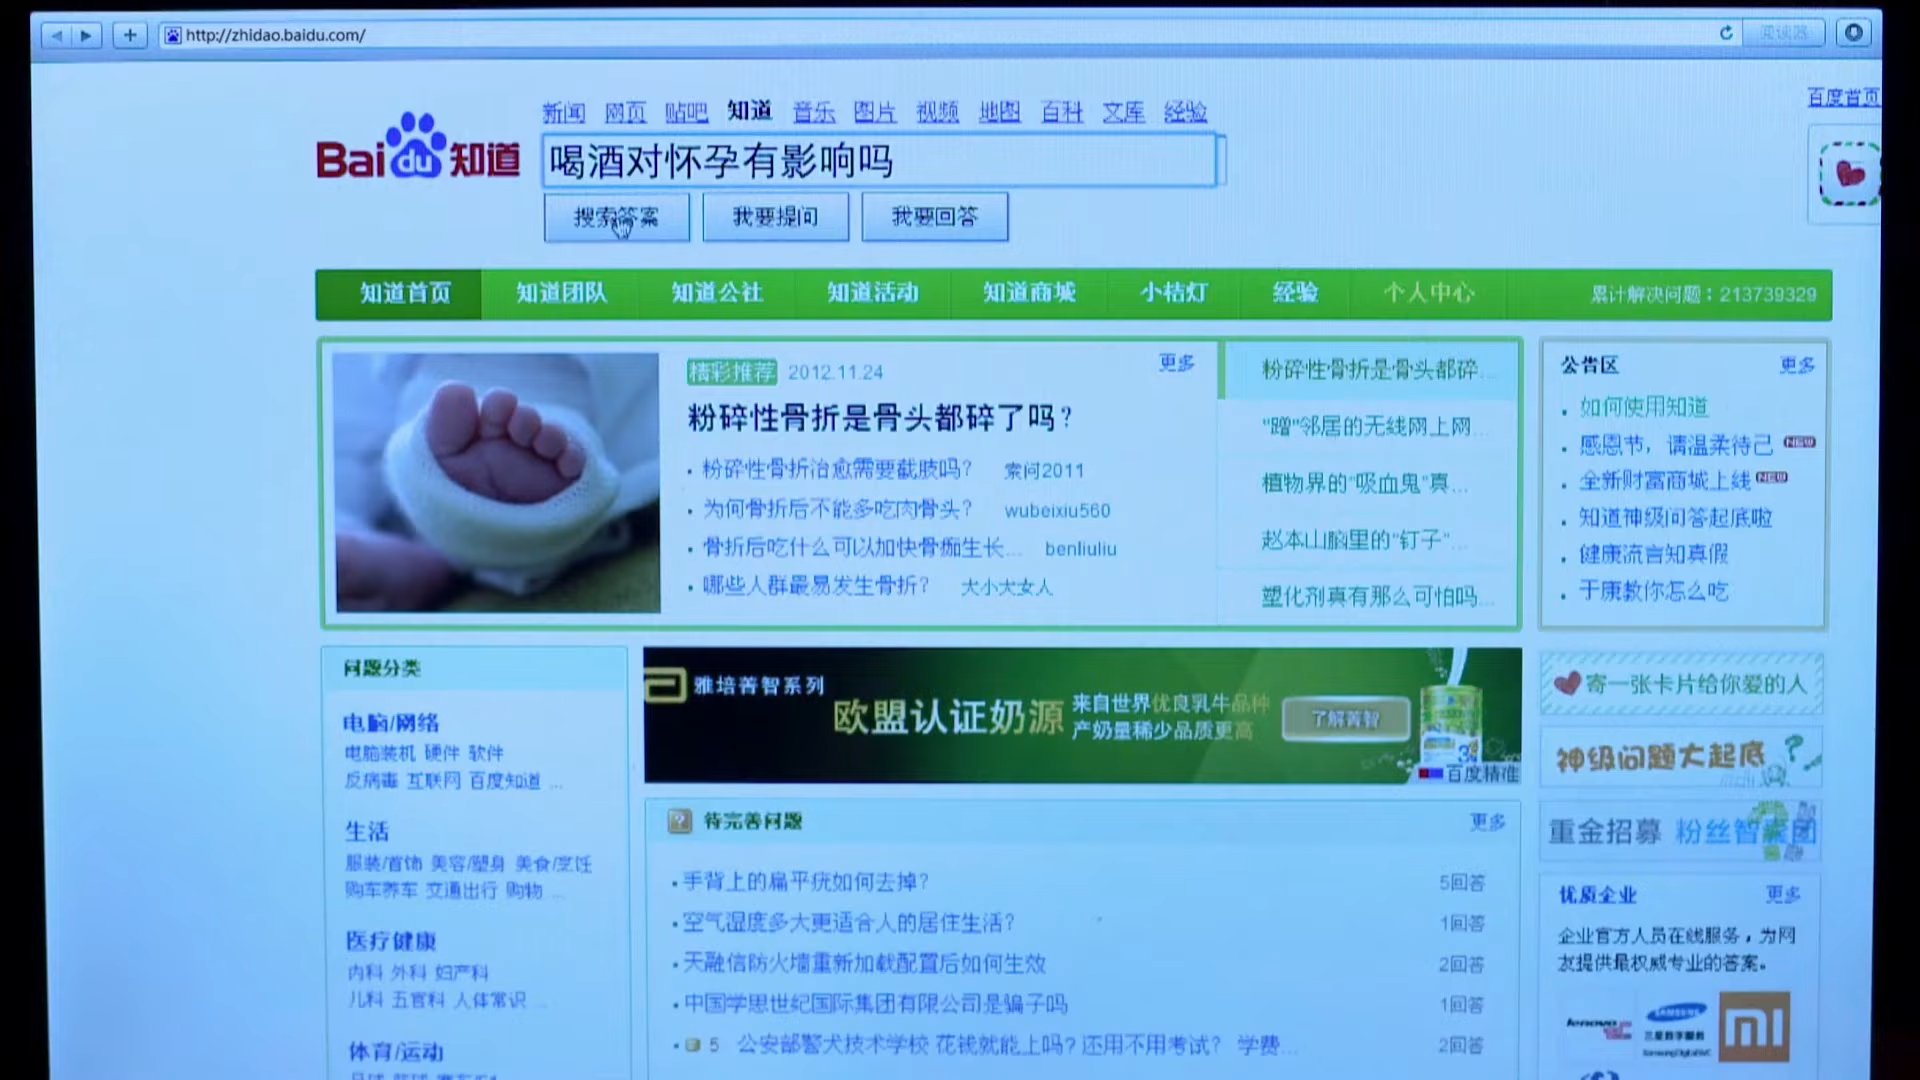 http://zhidao.baidu.com/
阅读器
百度首页
新闻 网页 贴吧 知道 音乐 图片 视频 地图 百科 文库 经验
Baidu知道
喝酒对怀孕有影响吗
搜索答案 我要提问 我要回答
知道首页 知道团队 知道公社 知道活动 知道商城 小桔灯 经验 个人中心 累计解决问题：213739329
精彩推荐 2012.11.24 更多
粉碎性骨折是骨头都碎了吗？
粉碎性骨折治愈需要截肢吗？ 索问2011
为何骨折后不能多吃肉骨头？ wubeixiu560
骨折后吃什么可以加快骨痂生长... benliuliu
哪些人群最易发生骨折？ 大小大女人
粉碎性骨折是骨头都碎...
"蹭"邻居的无线网上网...
植物界的"吸血鬼"真...
赵本山脑里的"钉子"...
塑化剂真有那么可怕吗...
公告区 更多
如何使用知道
感恩节，请温柔待己 NEW
全新财富商城上线 NEW
知道神级问答起底啦
健康流言知真假
于康教你怎么吃
问题分类
电脑/网络
电脑装机 硬件 软件
反病毒 互联网 百度知道 ...
生活
服装/首饰 美容/塑身 美食/烹饪
购车养车 交通出行 购物 ...
医疗健康
内科 外科 妇产科
儿科 五官科 人体常识 ...
体育/运动
雅培菁智系列
欧盟认证奶源
来自世界优良乳牛品种
产奶量稀少品质更高
了解菁智
百度精准
待完善问题 更多
手背上的扁平疣如何去掉？ 5回答
空气湿度多大更适合人的居住生活？ 1回答
天融信防火墙重新加载配置后如何生效 2回答
中国学思世纪国际集团有限公司是骗子吗 1回答
5 公安部警犬技术学校 花钱就能上吗？还用不用考试？ 学费... 2回答
寄一张卡片给你爱的人
神级问题大起底
重金招募 粉丝智囊团
优质企业 更多
企业官方人员在线服务，为网
友提供最权威专业的答案。
lenovo
SAMSUNG
三星数字服务